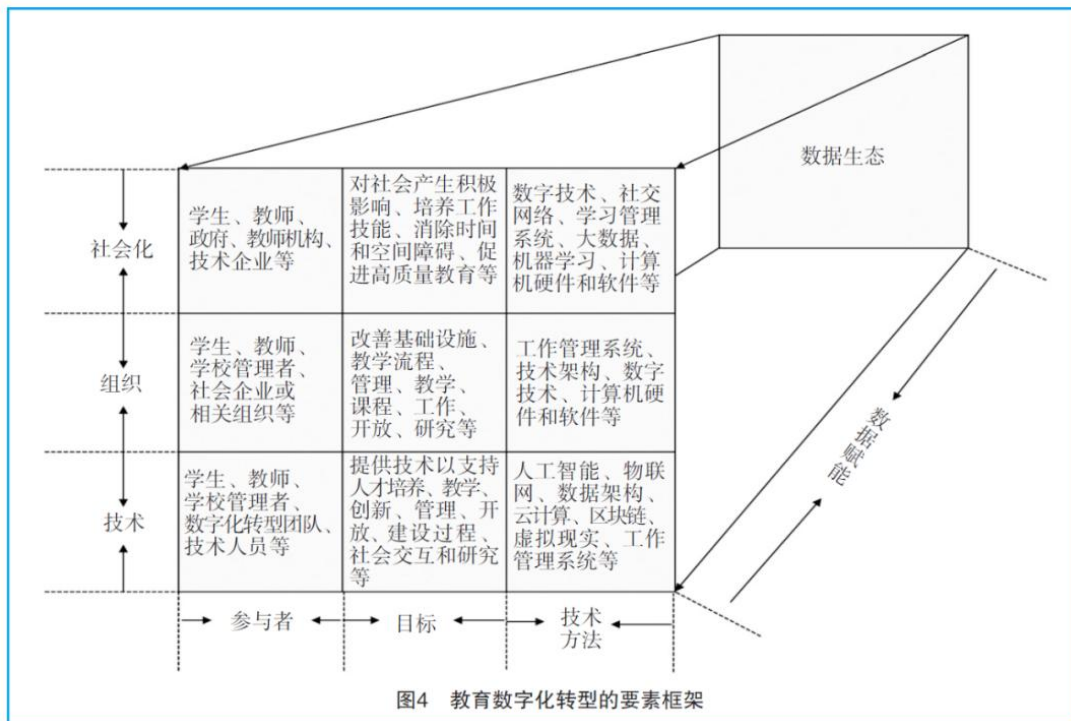 数据生态
社会化
学生、教师、
政府、教师机构、
技术企业等
对社会产生积极
影响、培养工作
技能、消除时间
和空间障碍、促
进高质量教育等
数字技术、社交
网络、学习管理
系统、大数据、
机器学习、计算
机硬件和软件等
组织
学生、教师、
学校管理者、
社会企业或
相关组织等
改善基础设施、
教学流程、
管理、教学、
课程、工作、
开放、研究等
工作管理系统、
技术架构、数字
技术、计算机硬
件和软件等
数据赋能
技术
学生、教师、
学校管理者、
数字化转型团队、
技术人员等
提供技术以支持
人才培养、教学、
创新、管理、开
放、建设过程、
社会交互和研究
等
人工智能、物联
网、数据架构、
云计算、区块链、
虚拟现实、工作
管理系统等
参与者
目标
技术
方法
图4 教育数字化转型的要素框架